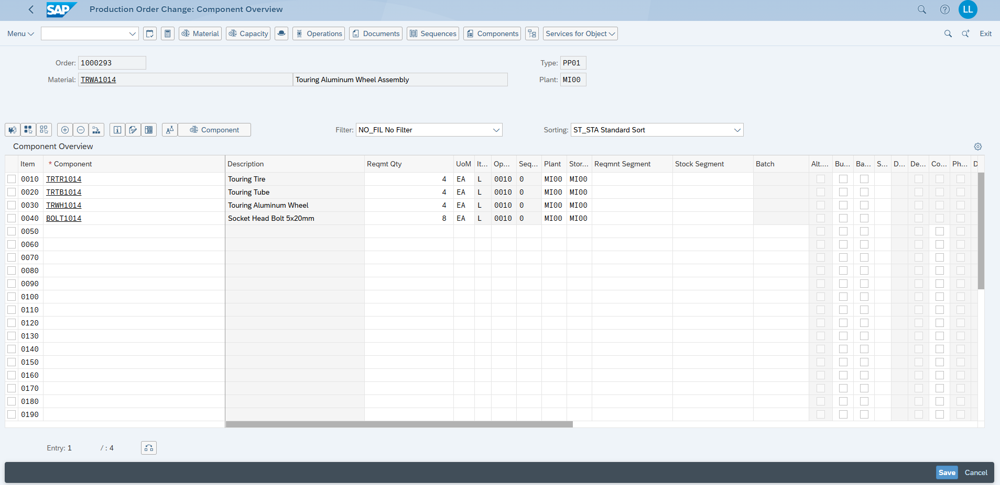 SAP Production Order Change: Component Overview LL
Menu Material Capacity Operations Documents Sequences Components Services for Object Exit
Order: 1000293 Type: PP01
Material: TRWA1014 Touring Aluminum Wheel Assembly Plant: MI00
Component Filter: NO_FIL No Filter Sorting: ST_STA Standard Sort
Component Overview
Item * Component Description Reqmt Qty UoM It... Op... Seq... Plant Stor... Reqmnt Segment Stock Segment Batch Alt.... Bu... Ba... S... D... De... Co... Ph... D
0010 TRTR1014 Touring Tire 4 EA L 0010 0 MI00 MI00
0020 TRTB1014 Touring Tube 4 EA L 0010 0 MI00 MI00
0030 TRWH1014 Touring Aluminum Wheel 4 EA L 0010 0 MI00 MI00
0040 BOLT1014 Socket Head Bolt 5x20mm 8 EA L 0010 0 MI00 MI00
0050
0060
0070
0080
0090
0100
0110
0120
0130
0140
0150
0160
0170
0180
0190
Entry: 1 / : 4
Save Cancel